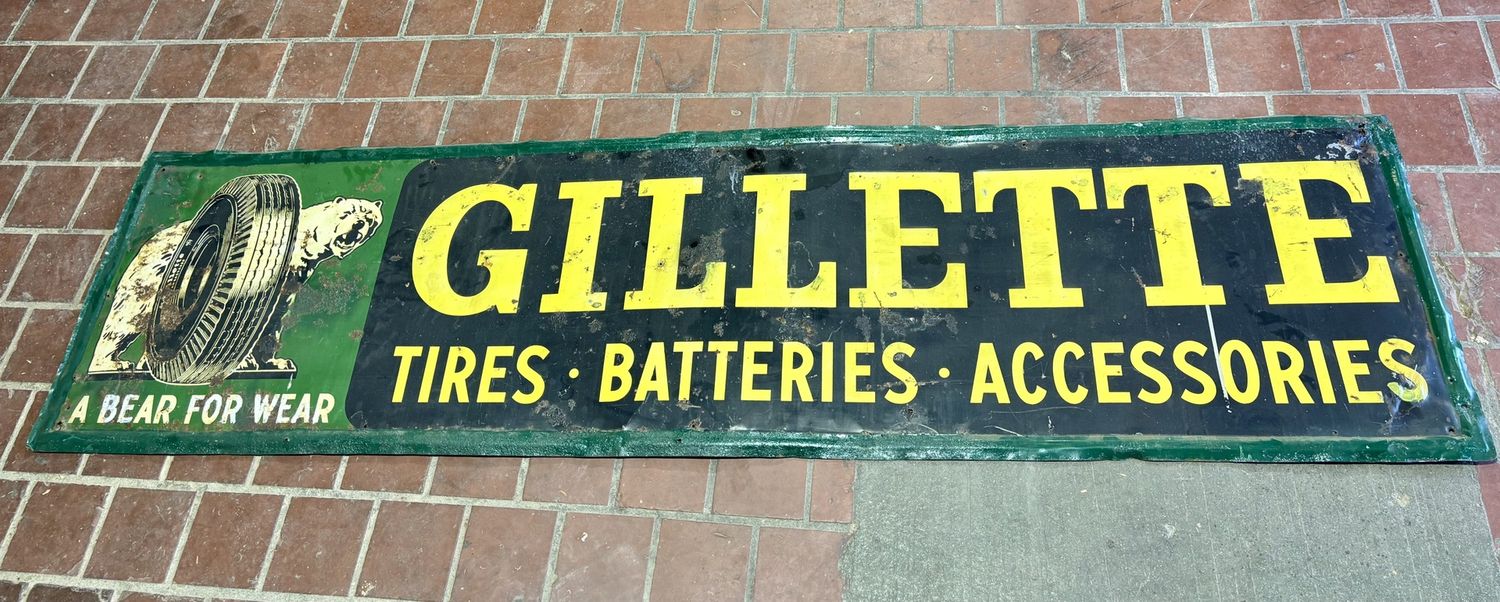 GILLETTE
TIRES · BATTERIES · ACCESSORIES
A BEAR FOR WEAR